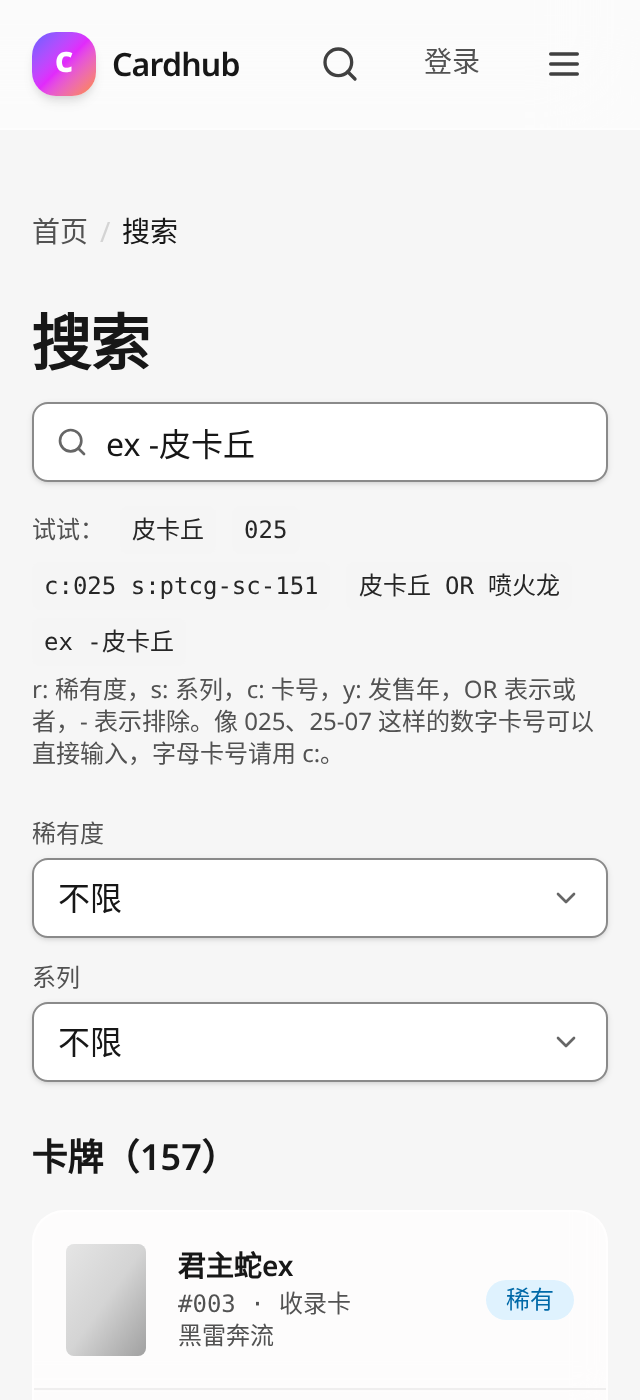 C Cardhub 登录
首页 / 搜索
搜索
ex -皮卡丘
试试： 皮卡丘 025
c:025 s:ptcg-sc-151 皮卡丘 OR 喷火龙
ex -皮卡丘
r: 稀有度，s: 系列，c: 卡号，y: 发售年，OR 表示或
者，- 表示排除。像 025、25-07 这样的数字卡号可以
直接输入，字母卡号请用 c:。
稀有度
不限
系列
不限
卡牌（157）
君主蛇ex
#003 · 收录卡
稀有
黑雷奔流